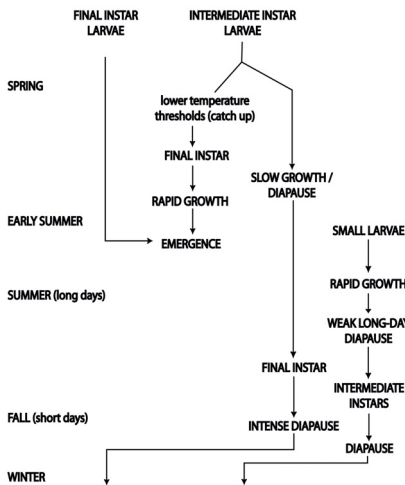 FINAL INSTAR
LARVAE
INTERMEDIATE INSTAR
LARVAE
SPRING
lower temperature
thresholds (catch up)
FINAL INSTAR
SLOW GROWTH /
DIAPAUSE
RAPID GROWTH
EARLY SUMMER
SMALL LARVAE
EMERGENCE
RAPID GROWTH
SUMMER (long days)
WEAK LONG-DAY
DIAPAUSE
FINAL INSTAR
INTERMEDIATE
INSTARS
FALL (short days)
INTENSE DIAPAUSE
DIAPAUSE
WINTER